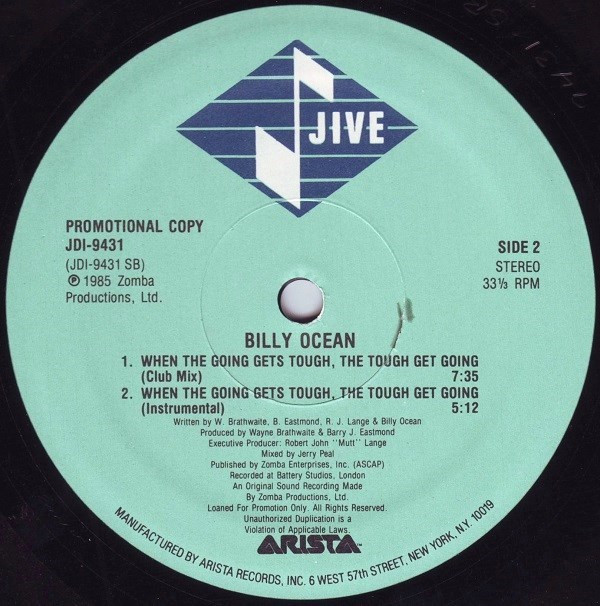 JIVE
PROMOTIONAL COPY
JDI-9431
(JDI-9431 SB)
℗ 1985 Zomba
Productions, Ltd.
SIDE 2
STEREO
33⅓ RPM
BILLY OCEAN
1. WHEN THE GOING GETS TOUGH, THE TOUGH GET GOING
(Club Mix) 7:35
2. WHEN THE GOING GETS TOUGH, THE TOUGH GET GOING
(Instrumental) 5:12
Written by W. Brathwaite, B. Eastmond, R. J. Lange & Billy Ocean
Produced by Wayne Brathwaite & Barry J. Eastmond
Executive Producer: Robert John "Mutt" Lange
Mixed by Jerry Peal
Published by Zomba Enterprises, Inc. (ASCAP)
Recorded at Battery Studios, London
An Original Sound Recording Made
By Zomba Productions, Ltd.
Loaned For Promotion Only. All Rights Reserved.
Unauthorized Duplication is a
Violation of Applicable Laws.
ARISTA™
MANUFACTURED BY ARISTA RECORDS, INC. 6 WEST 57th STREET, NEW YORK, N.Y. 10019